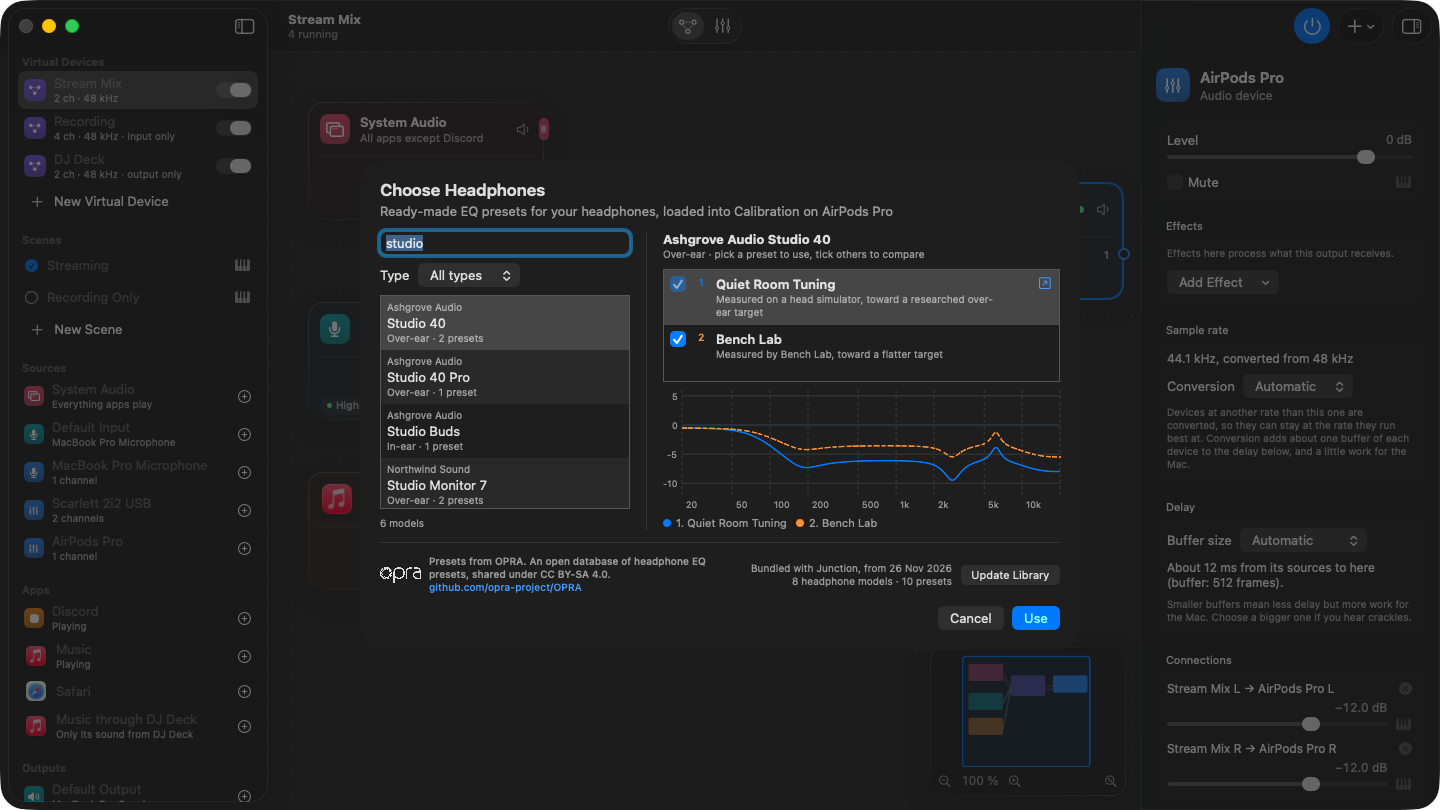 Stream Mix
4 running
Virtual Devices
Stream Mix
2 ch · 48 kHz
Recording
4 ch · 48 kHz · input only
DJ Deck
2 ch · 48 kHz · output only
New Virtual Device
Scenes
Streaming
Recording Only
New Scene
Sources
System Audio
Everything apps play
Default Input
MacBook Pro Microphone
MacBook Pro Microphone
1 channel
Scarlett 2i2 USB
2 channels
AirPods Pro
1 channel
Apps
Discord
Playing
Music
Playing
Safari
Music through DJ Deck
Only its sound from DJ Deck
Outputs
Default Output
System Audio
All apps except Discord
High
1
Choose Headphones
Ready-made EQ presets for your headphones, loaded into Calibration on AirPods Pro
studio
Type All types
Ashgrove Audio
Studio 40
Over-ear · 2 presets
Ashgrove Audio
Studio 40 Pro
Over-ear · 1 preset
Ashgrove Audio
Studio Buds
In-ear · 1 preset
Northwind Sound
Studio Monitor 7
Over-ear · 2 presets
6 models
Ashgrove Audio Studio 40
Over-ear · pick a preset to use, tick others to compare
1 Quiet Room Tuning
Measured on a head simulator, toward a researched over-
ear target
2 Bench Lab
Measured by Bench Lab, toward a flatter target
5
0
-5
-10
20 50 100 200 500 1k 2k 5k 10k
1. Quiet Room Tuning 2. Bench Lab
opra
Presets from OPRA. An open database of headphone EQ
presets, shared under CC BY-SA 4.0.
github.com/opra-project/OPRA
Bundled with Junction, from 26 Nov 2026
8 headphone models · 10 presets
Update Library
Cancel Use
100 %
AirPods Pro
Audio device
Level 0 dB
Mute
Effects
Effects here process what this output receives.
Add Effect
Sample rate
44.1 kHz, converted from 48 kHz
Conversion Automatic
Devices at another rate than this one are
converted, so they can stay at the rate they run
best at. Conversion adds about one buffer of each
device to the delay below, and a little work for the
Mac.
Delay
Buffer size Automatic
About 12 ms from its sources to here
(buffer: 512 frames).
Smaller buffers mean less delay but more work for
the Mac. Choose a bigger one if you hear crackles.
Connections
Stream Mix L → AirPods Pro L
−12.0 dB
Stream Mix R → AirPods Pro R
−12.0 dB